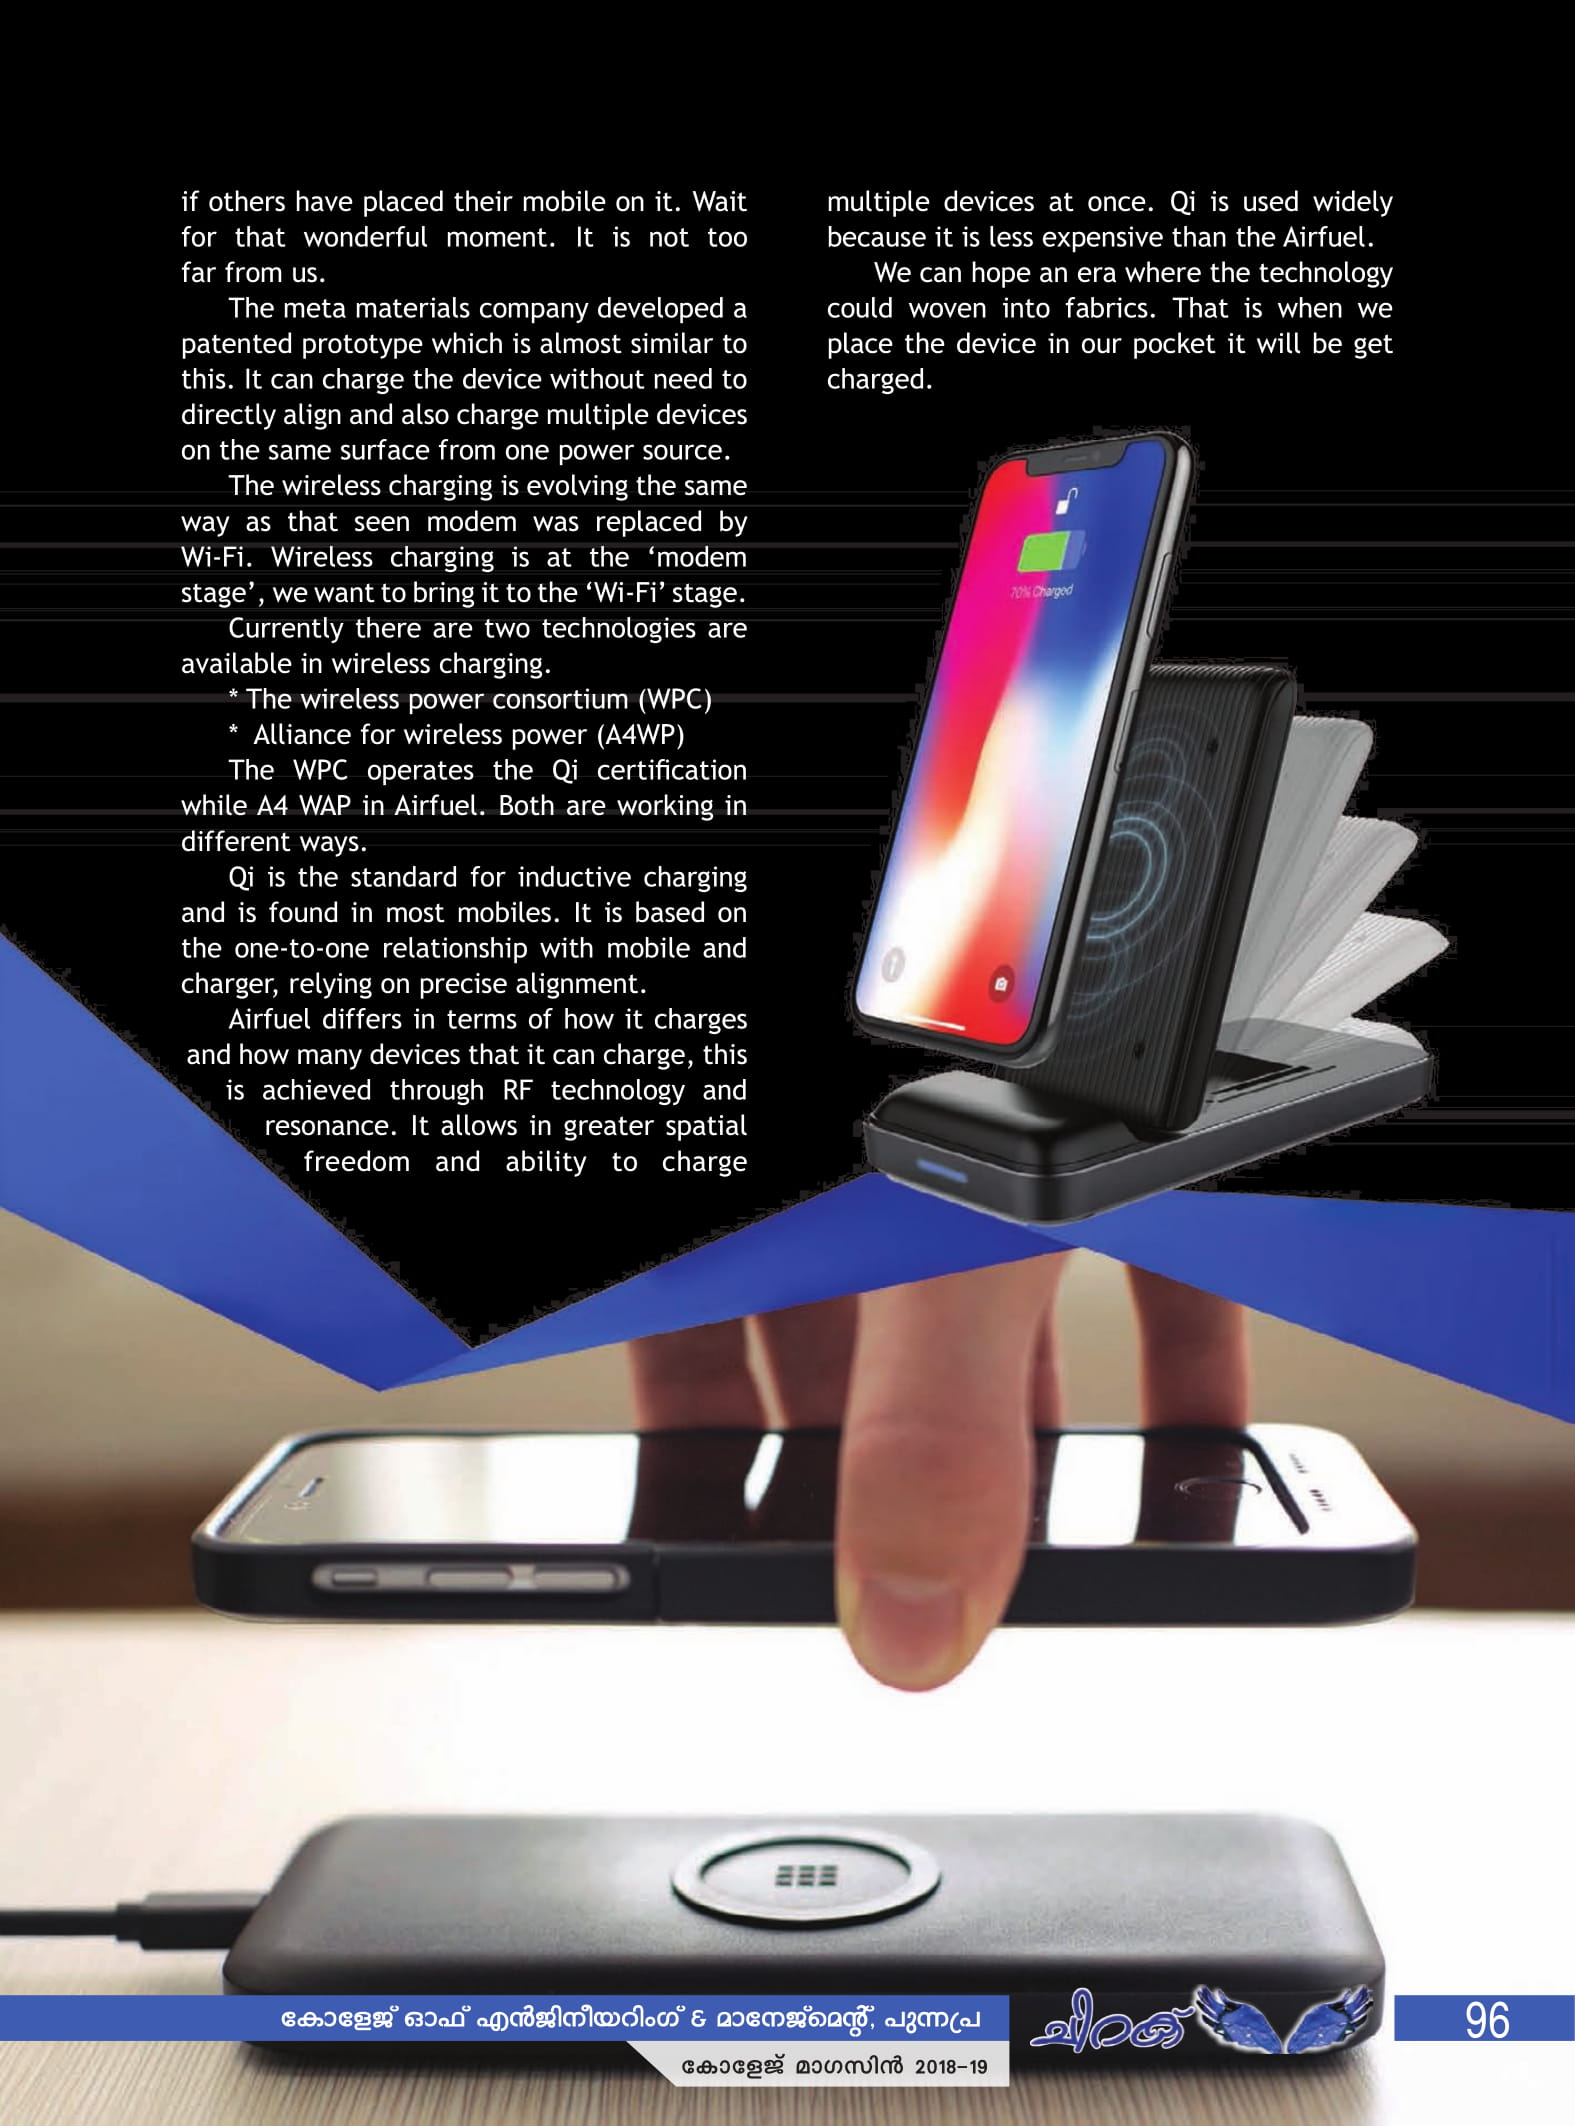 if others have placed their mobile on it. Wait
for that wonderful moment. It is not too
far from us.
The meta materials company developed a
patented prototype which is almost similar to
this. It can charge the device without need to
directly align and also charge multiple devices
on the same surface from one power source.
The wireless charging is evolving the same
way as that seen modem was replaced by
Wi-Fi. Wireless charging is at the ‘modem
stage’, we want to bring it to the ‘Wi-Fi’ stage.
Currently there are two technologies are
available in wireless charging.
* The wireless power consortium (WPC)
* Alliance for wireless power (A4WP)
The WPC operates the Qi certification
while A4 WAP in Airfuel. Both are working in
different ways.
Qi is the standard for inductive charging
and is found in most mobiles. It is based on
the one-to-one relationship with mobile and
charger, relying on precise alignment.
Airfuel differs in terms of how it charges
and how many devices that it can charge, this
is achieved through RF technology and
resonance. It allows in greater spatial
freedom and ability to charge
multiple devices at once. Qi is used widely
because it is less expensive than the Airfuel.
We can hope an era where the technology
could woven into fabrics. That is when we
place the device in our pocket it will be get
charged.
70% Charged
കോളേജ് ഓഫ് എൻജിനീയറിംഗ് & മാനേജ്മെന്റ്, പുന്നപ്ര
ചിറക്
96
കോളേജ് മാഗസിൻ 2018-19